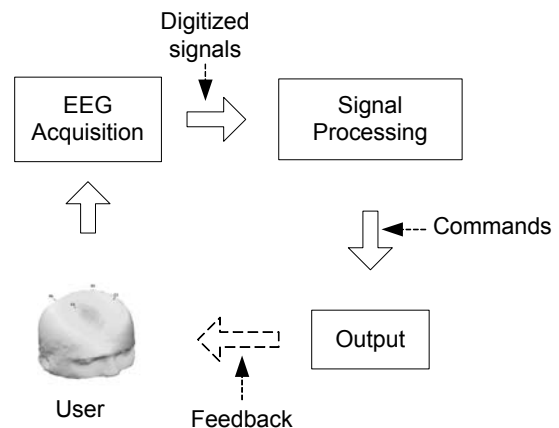 Digitized
signals
EEG
Acquisition
Signal
Processing
Commands
Output
User
Feedback